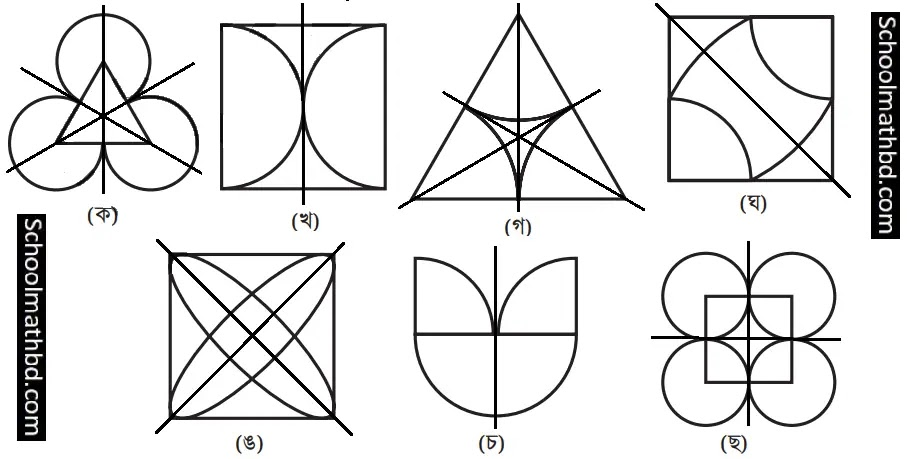 Schoolmathbd.com
(ক)
(খ)
(গ)
(ঘ)
Schoolmathbd.com
(ঙ)
(চ)
(ছ)